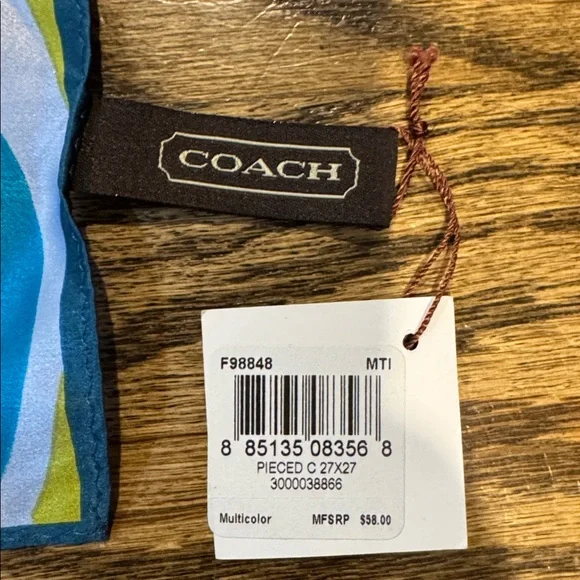 COACH
F98848 MTI
8 85135 08356 8
PIECED C 27X27
3000038866
Multicolor MFSRP $58.00